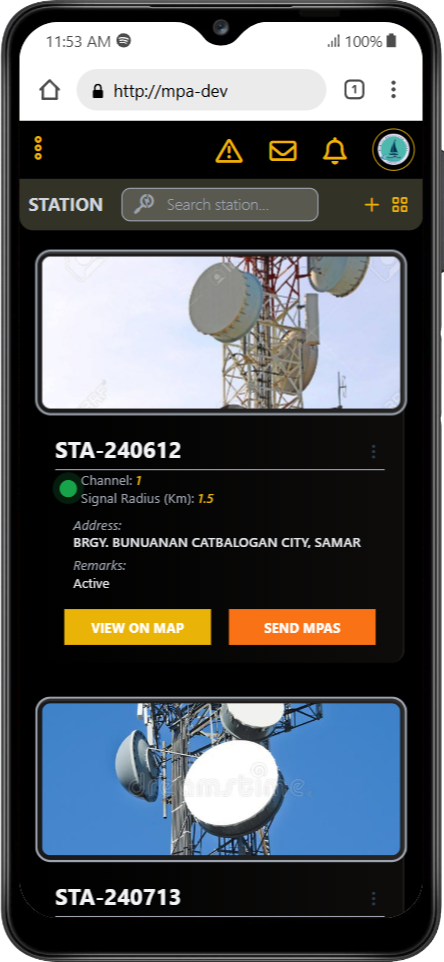 11:53 AM
100%
http://mpa-dev
1
STATION
Search station...
+
STA-240612
Channel: 1
Signal Radius (Km): 1.5
Address:
BRGY. BUNUANAN CATBALOGAN CITY, SAMAR
Remarks:
Active
VIEW ON MAP
SEND MPAS
dreamstime
STA-240713